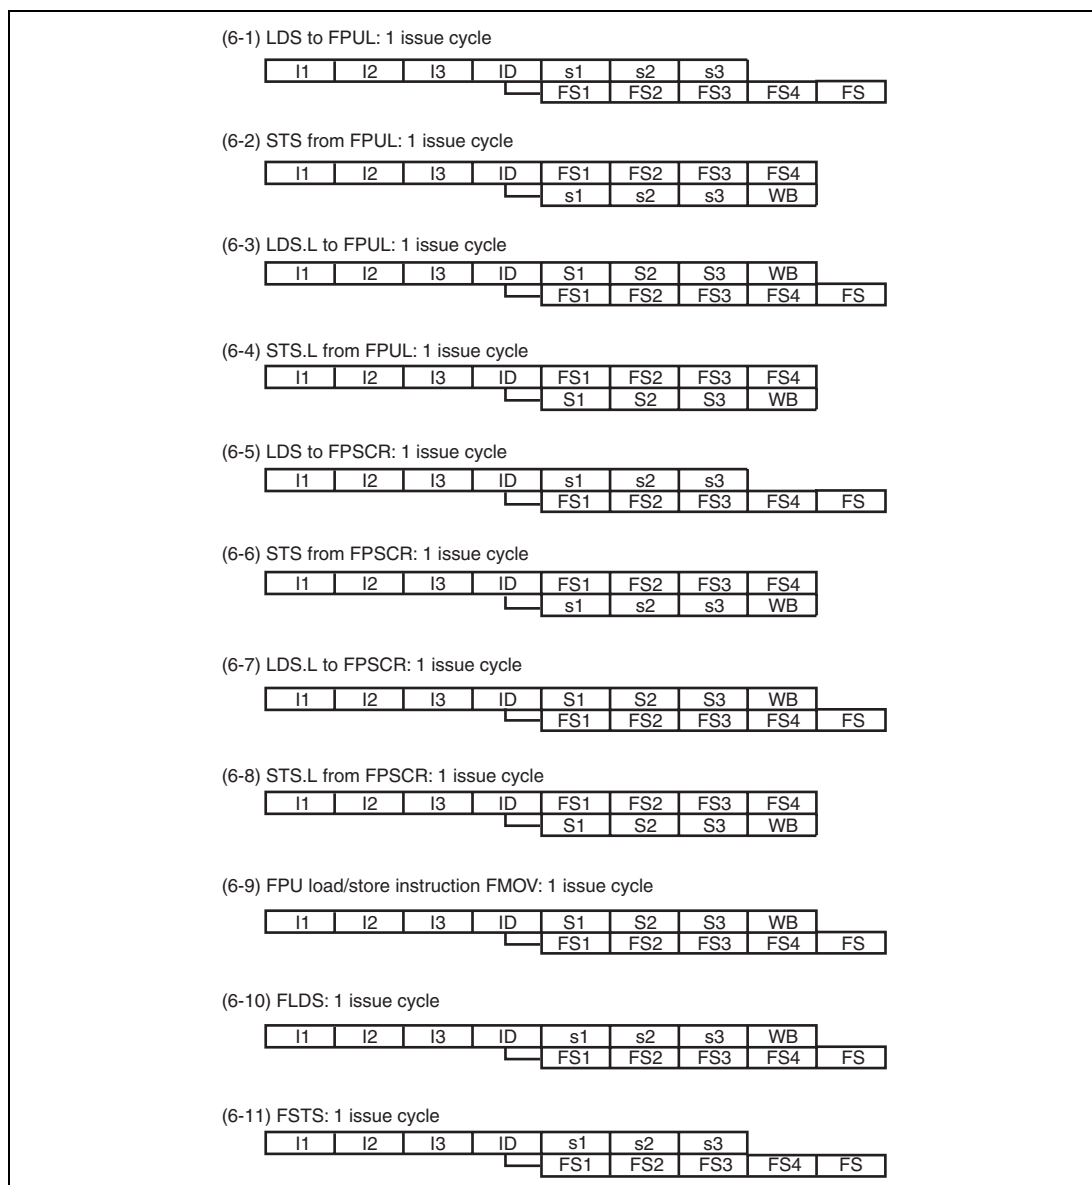 (6-1) LDS to FPUL: 1 issue cycle
I1 I2 I3 ID s1 s2 s3
FS1 FS2 FS3 FS4 FS
(6-2) STS from FPUL: 1 issue cycle
I1 I2 I3 ID FS1 FS2 FS3 FS4
s1 s2 s3 WB
(6-3) LDS.L to FPUL: 1 issue cycle
I1 I2 I3 ID S1 S2 S3 WB
FS1 FS2 FS3 FS4 FS
(6-4) STS.L from FPUL: 1 issue cycle
I1 I2 I3 ID FS1 FS2 FS3 FS4
S1 S2 S3 WB
(6-5) LDS to FPSCR: 1 issue cycle
I1 I2 I3 ID s1 s2 s3
FS1 FS2 FS3 FS4 FS
(6-6) STS from FPSCR: 1 issue cycle
I1 I2 I3 ID FS1 FS2 FS3 FS4
s1 s2 s3 WB
(6-7) LDS.L to FPSCR: 1 issue cycle
I1 I2 I3 ID S1 S2 S3 WB
FS1 FS2 FS3 FS4 FS
(6-8) STS.L from FPSCR: 1 issue cycle
I1 I2 I3 ID FS1 FS2 FS3 FS4
S1 S2 S3 WB
(6-9) FPU load/store instruction FMOV: 1 issue cycle
I1 I2 I3 ID S1 S2 S3 WB
FS1 FS2 FS3 FS4 FS
(6-10) FLDS: 1 issue cycle
I1 I2 I3 ID s1 s2 s3 WB
FS1 FS2 FS3 FS4 FS
(6-11) FSTS: 1 issue cycle
I1 I2 I3 ID s1 s2 s3
FS1 FS2 FS3 FS4 FS